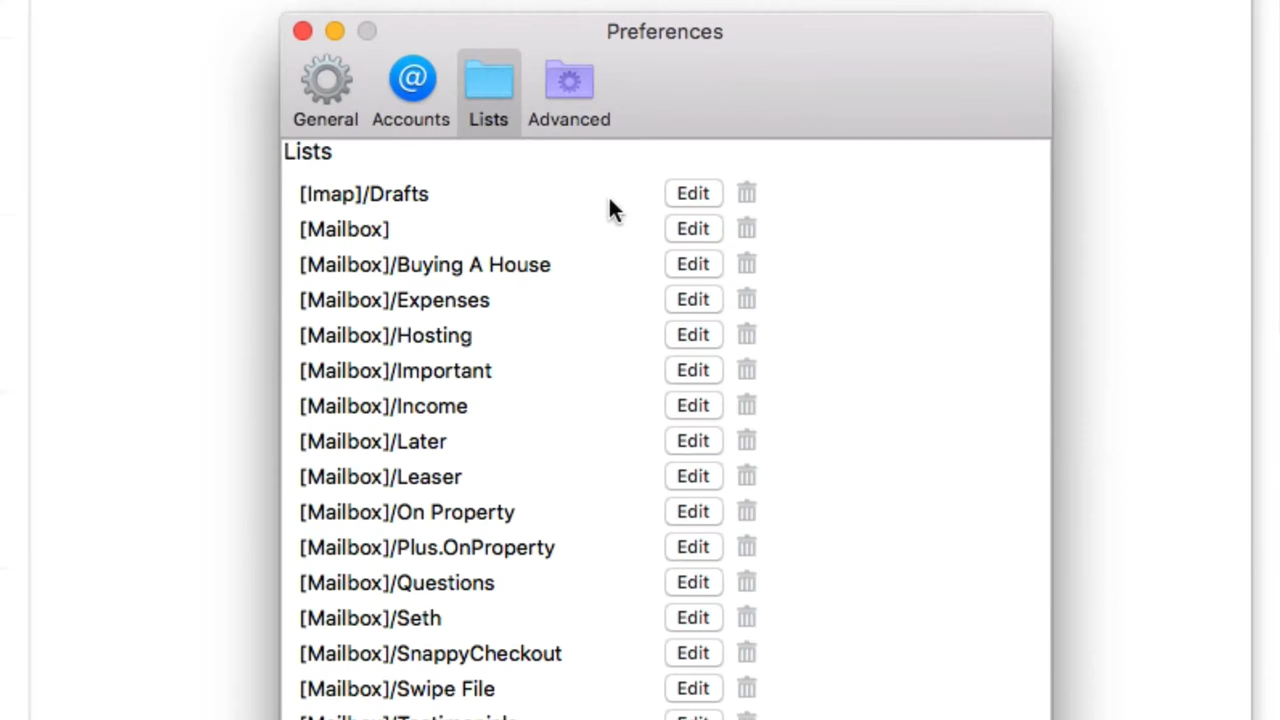 Preferences
General Accounts Lists Advanced
Lists
[Imap]/Drafts Edit
[Mailbox] Edit
[Mailbox]/Buying A House Edit
[Mailbox]/Expenses Edit
[Mailbox]/Hosting Edit
[Mailbox]/Important Edit
[Mailbox]/Income Edit
[Mailbox]/Later Edit
[Mailbox]/Leaser Edit
[Mailbox]/On Property Edit
[Mailbox]/Plus.OnProperty Edit
[Mailbox]/Questions Edit
[Mailbox]/Seth Edit
[Mailbox]/SnappyCheckout Edit
[Mailbox]/Swipe File Edit